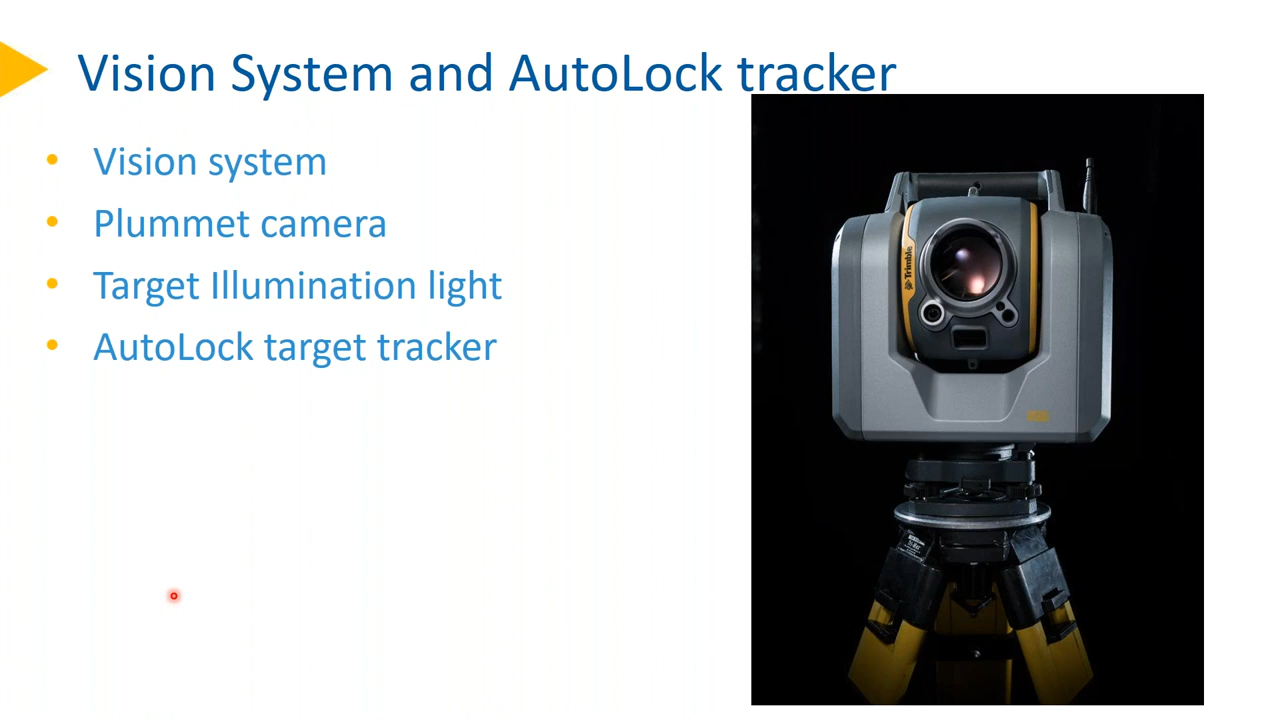 Vision System and AutoLock tracker
Vision system
Plummet camera
Target Illumination light
AutoLock target tracker
Trimble